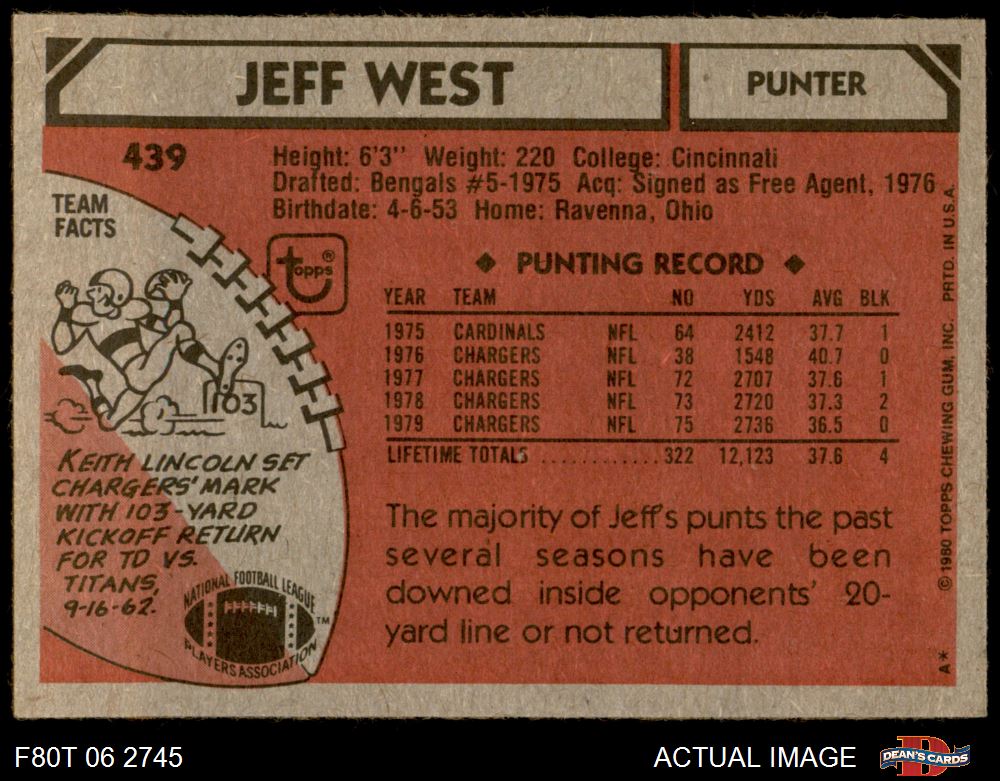 JEFF WEST
PUNTER
439
Height: 6'3" Weight: 220 College: Cincinnati
Drafted: Bengals #5-1975 Acq: Signed as Free Agent, 1976
Birthdate: 4-6-53 Home: Ravenna, Ohio
TEAM
FACTS
topps®
◆ PUNTING RECORD ◆
YEAR TEAM NO YDS AVG BLK
1975 CARDINALS NFL 64 2412 37.7 1
1976 CHARGERS NFL 38 1548 40.7 0
1977 CHARGERS NFL 72 2707 37.6 1
1978 CHARGERS NFL 73 2720 37.3 2
1979 CHARGERS NFL 75 2736 36.5 0
LIFETIME TOTALS ............ 322 12,123 37.6 4
103
KEITH LINCOLN SET
CHARGERS' MARK
WITH 103-YARD
KICKOFF RETURN
FOR TD VS.
TITANS,
9-16-62.
NATIONAL FOOTBALL LEAGUE
PLAYERS ASSOCIATION
TM
The majority of Jeff's punts the past
several seasons have been
downed inside opponents' 20-
yard line or not returned.
A* © 1980 TOPPS CHEWING GUM, INC. PRTD. IN U.S.A.
F80T 06 2745
ACTUAL IMAGE
D
DEAN'S CARDS